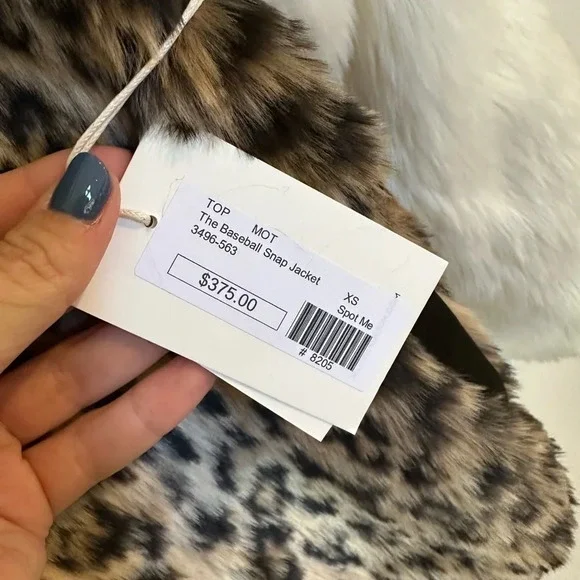 TOP MOT
The Baseball Snap Jacket
3496-563
XS
$375.00
Spot Me
# 8205